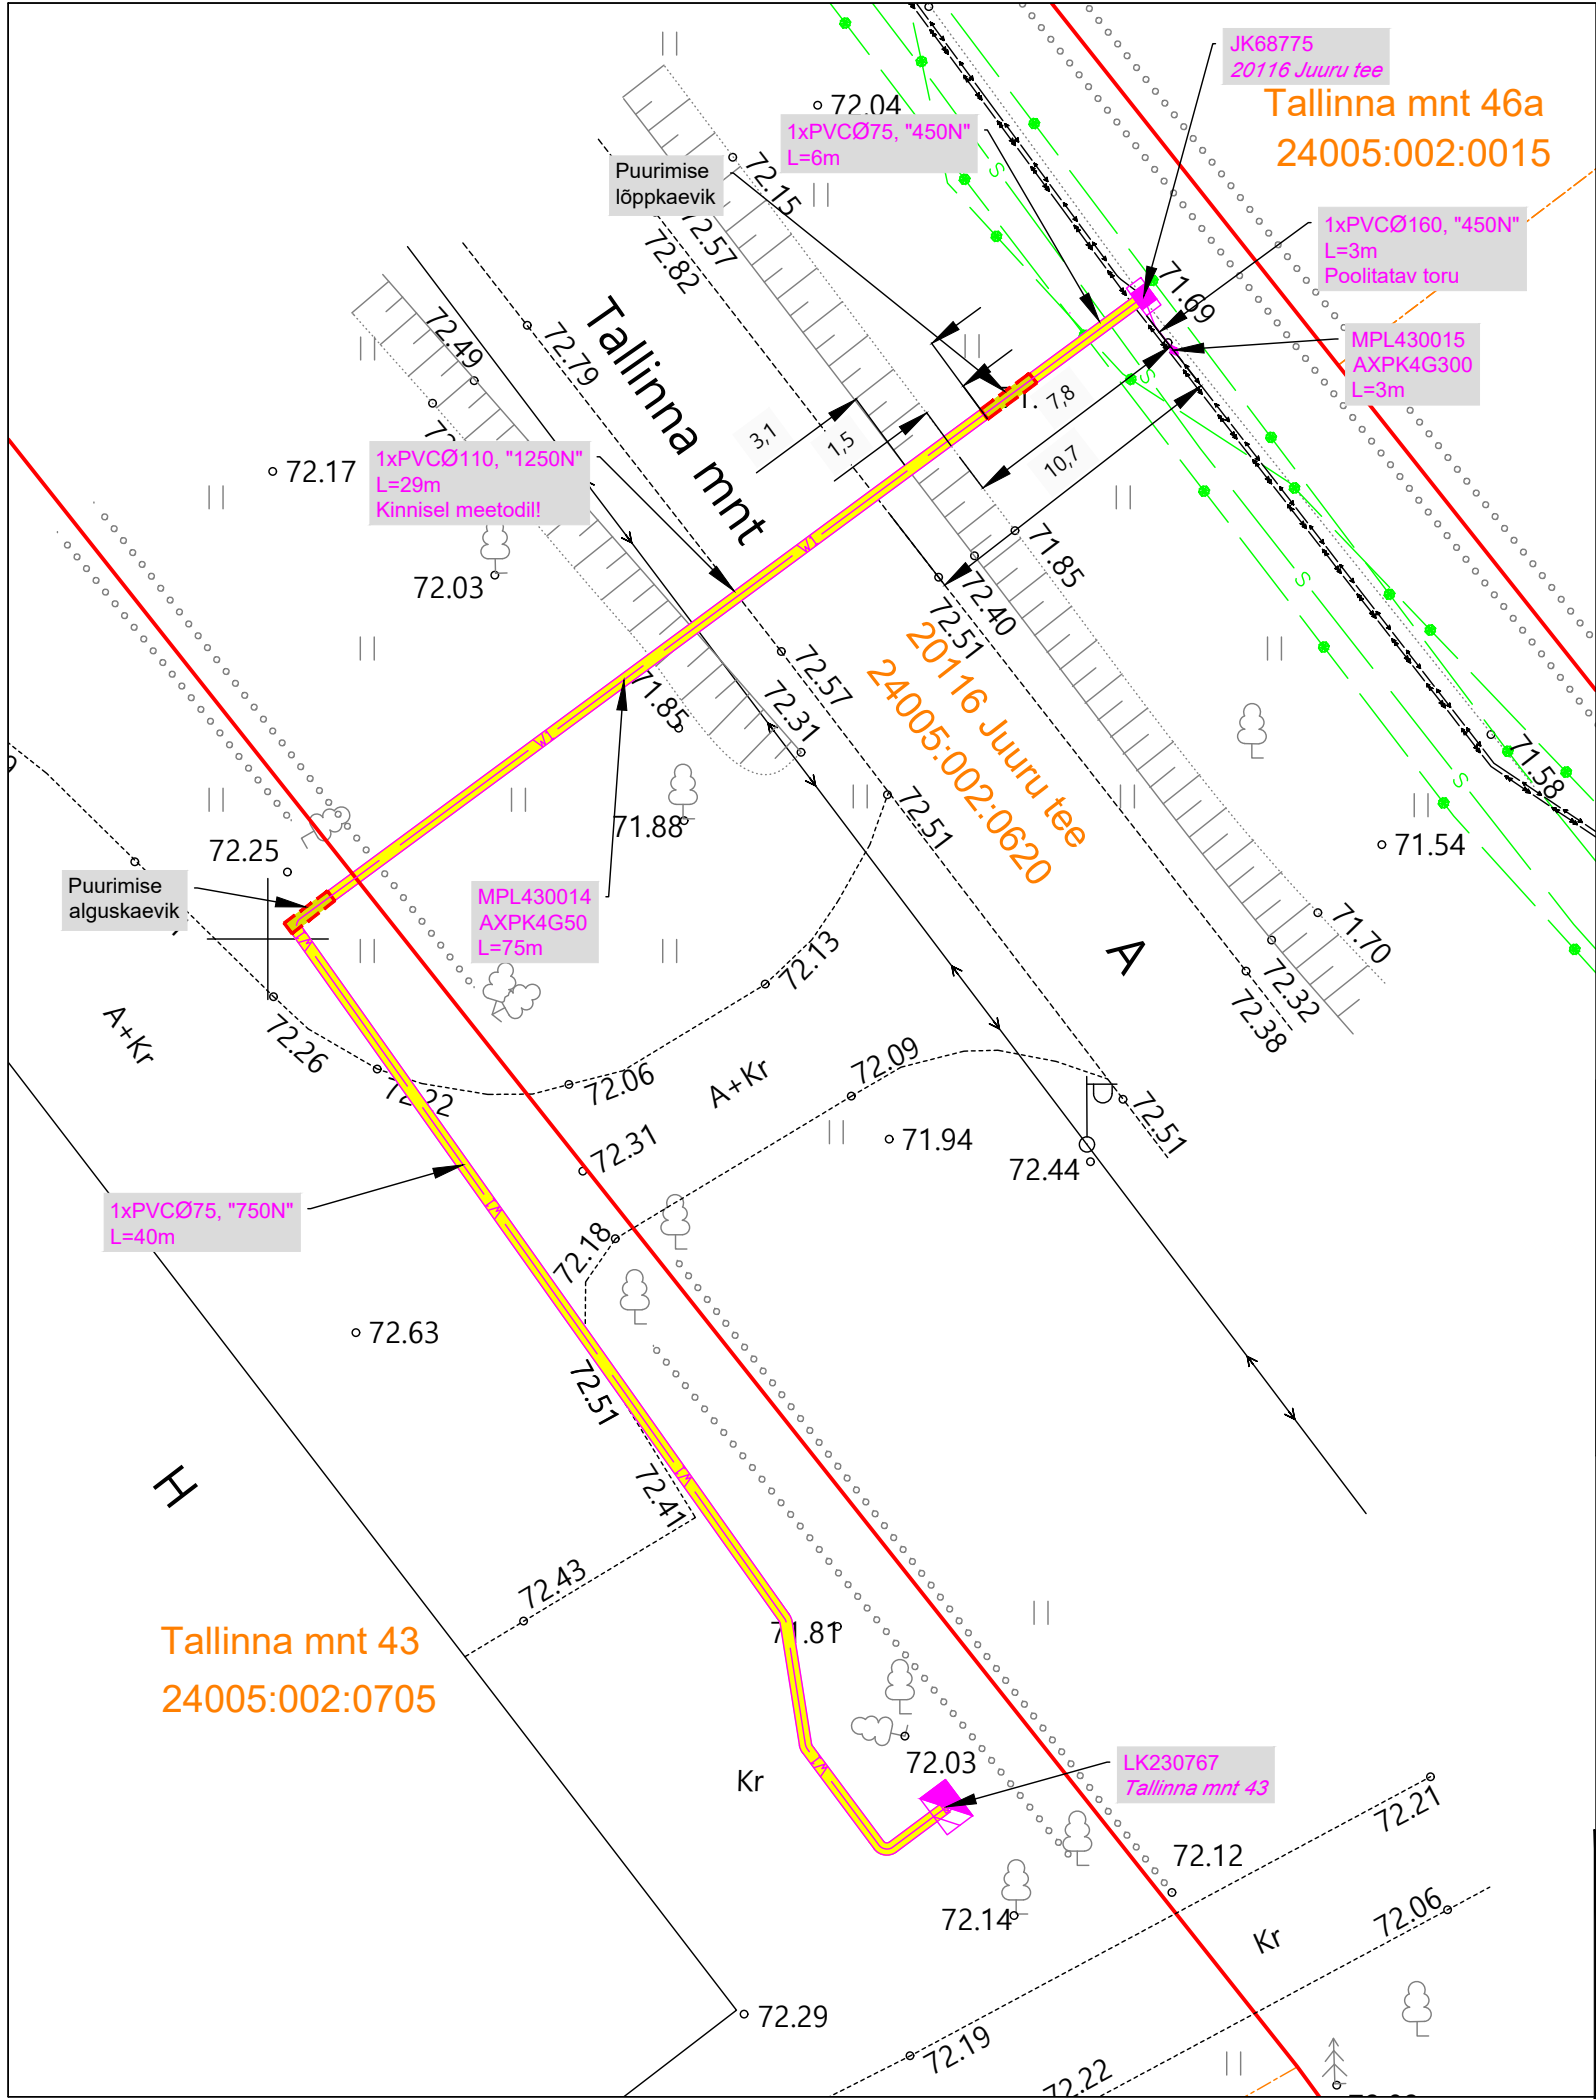 JK68775
20116 Juuru tee
Tallinna mnt 46a
24005:002:0015
72.04
1xPVCØ75, "450N"
L=6m
Puurimise
lõppkaevik
72.15
72.57
72.82
S
1xPVCØ160, "450N"
L=3m
Poolitatav toru
71.69
MPL430015
AXPK4G300
L=3m
72.49
72.79
Tallinna mnt
S
7,8
3,1
1,5
10,7
72.17
1xPVCØ110, "1250N"
L=29m
Kinnisel meetodil!
72.03
71.85
72.40
72.51
S
20116 Juuru tee
24005:002:0620
72.57
72.31
71.85
71.58
S
71.88
72.51
71.54
72.25
Puurimise
alguskaevik
MPL430014
AXPK4G50
L=75m
71.70
72.32
72.38
A
72.13
A+Kr
72.26
72.22
72.06
A+Kr
72.09
72.51
72.31
71.94
72.44
1xPVCØ75, "750N"
L=40m
72.18
72.63
72.51
72.41
H
72.43
Tallinna mnt 43
24005:002:0705
71.81
72.03
Kr
LK230767
Tallinna mnt 43
72.21
72.12
72.14
72.06
Kr
72.29
72.19
72.22